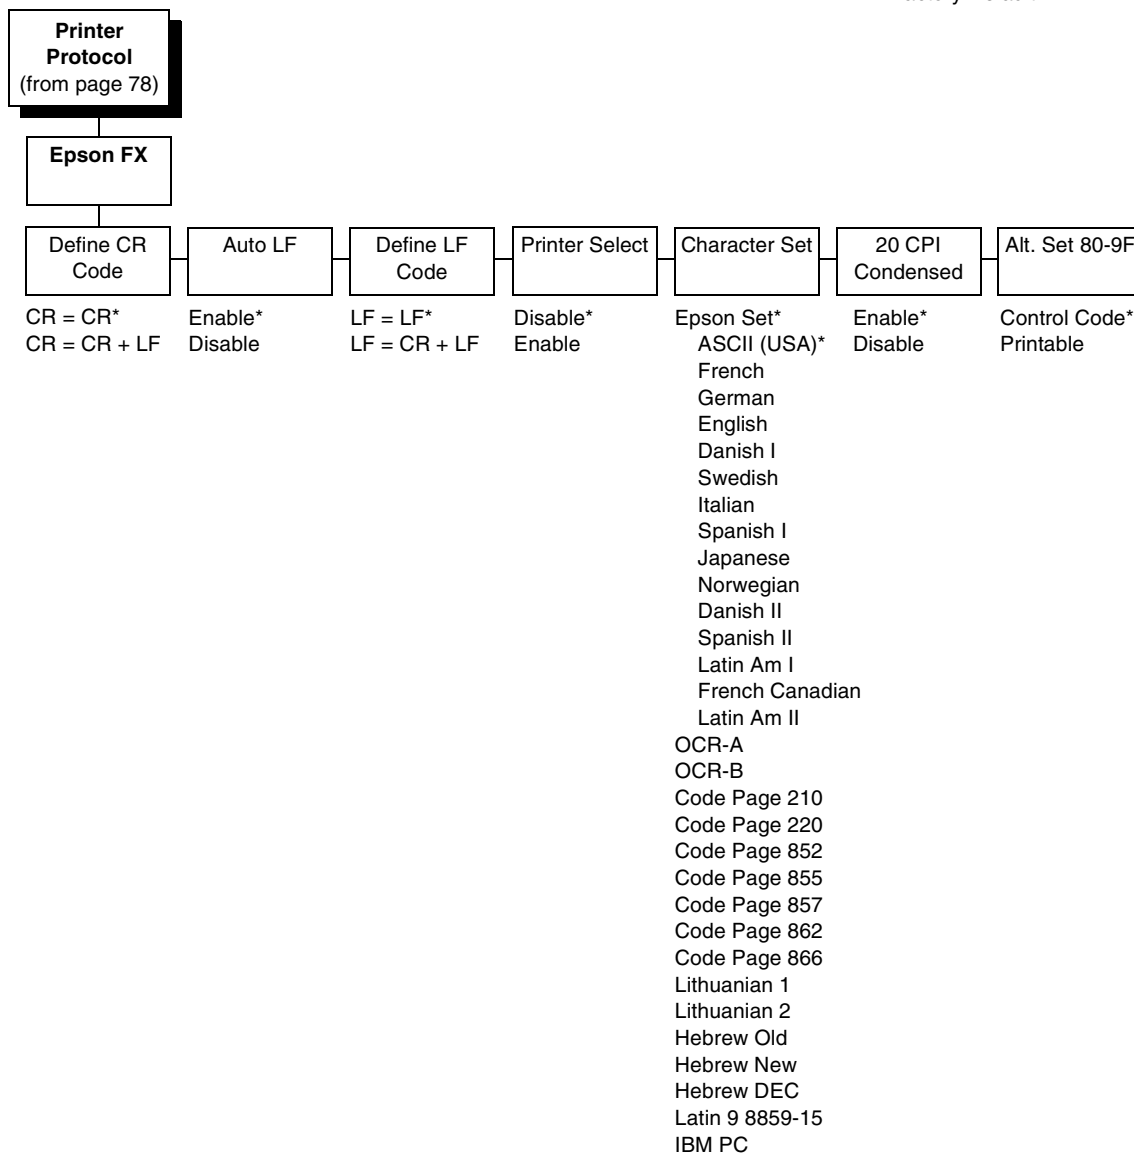 Printer
Protocol
(from page 78)
Epson FX
Define CR
Code
CR = CR*
CR = CR + LF
Auto LF
Enable*
Disable
Define LF
Code
LF = LF*
LF = CR + LF
Printer Select
Disable*
Enable
Character Set
Epson Set*
ASCII (USA)*
French
German
English
Danish I
Swedish
Italian
Spanish I
Japanese
Norwegian
Danish II
Spanish II
Latin Am I
French Canadian
Latin Am II
OCR-A
OCR-B
Code Page 210
Code Page 220
Code Page 852
Code Page 855
Code Page 857
Code Page 862
Code Page 866
Lithuanian 1
Lithuanian 2
Hebrew Old
Hebrew New
Hebrew DEC
Latin 9 8859-15
IBM PC
20 CPI
Condensed
Enable*
Disable
Alt. Set 80-9F
Control Code*
Printable